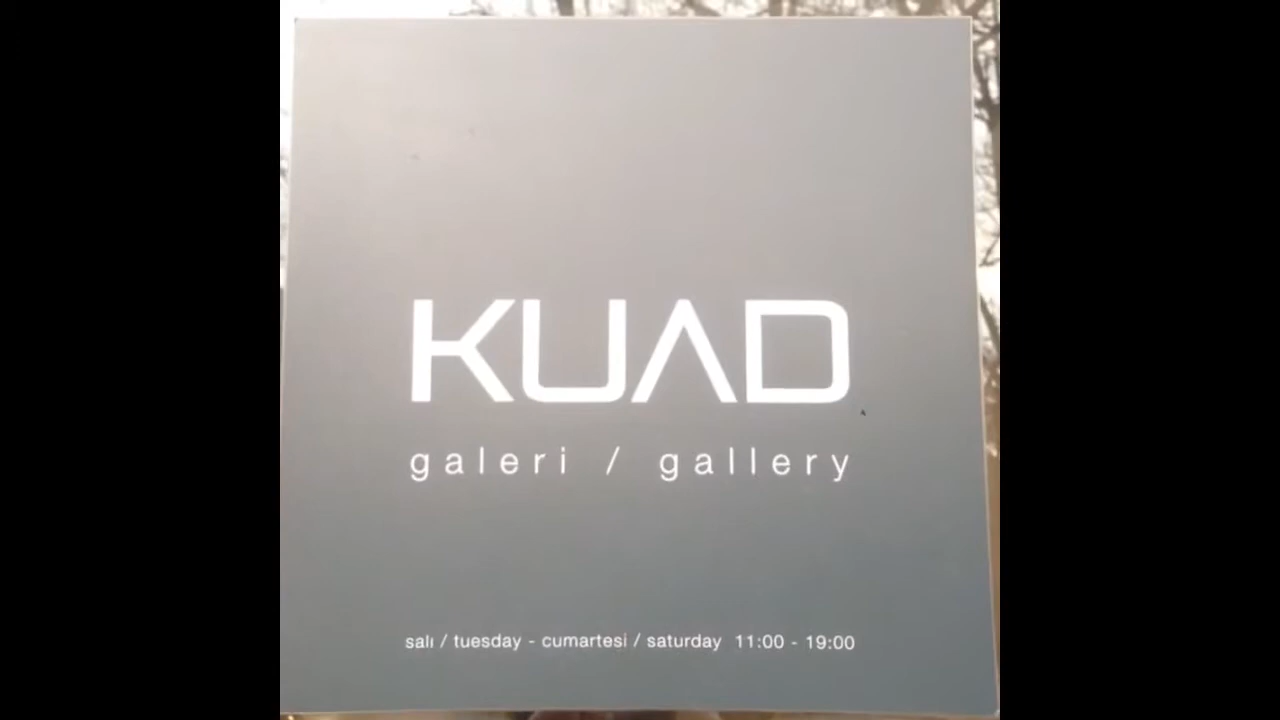 KUAD
galeri / gallery
salı / tuesday - cumartesi / saturday 11:00 - 19:00